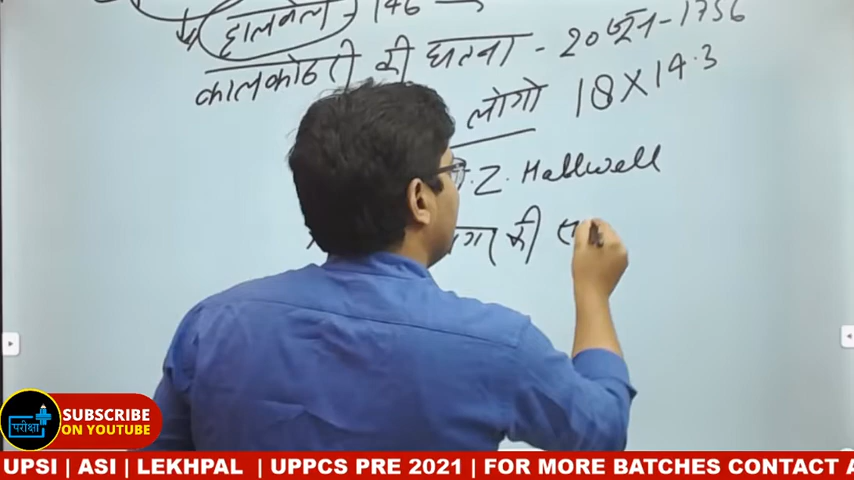 हालवेल - 146
कालकोठरी की घटना - 20 जून - 1756
लोगो 18 X 14.3
J. Z. Hallwell
की
परीक्षा
SUBSCRIBE
ON YOUTUBE
UPSI | ASI | LEKHPAL | UPPCS PRE 2021 | FOR MORE BATCHES CONTACT A